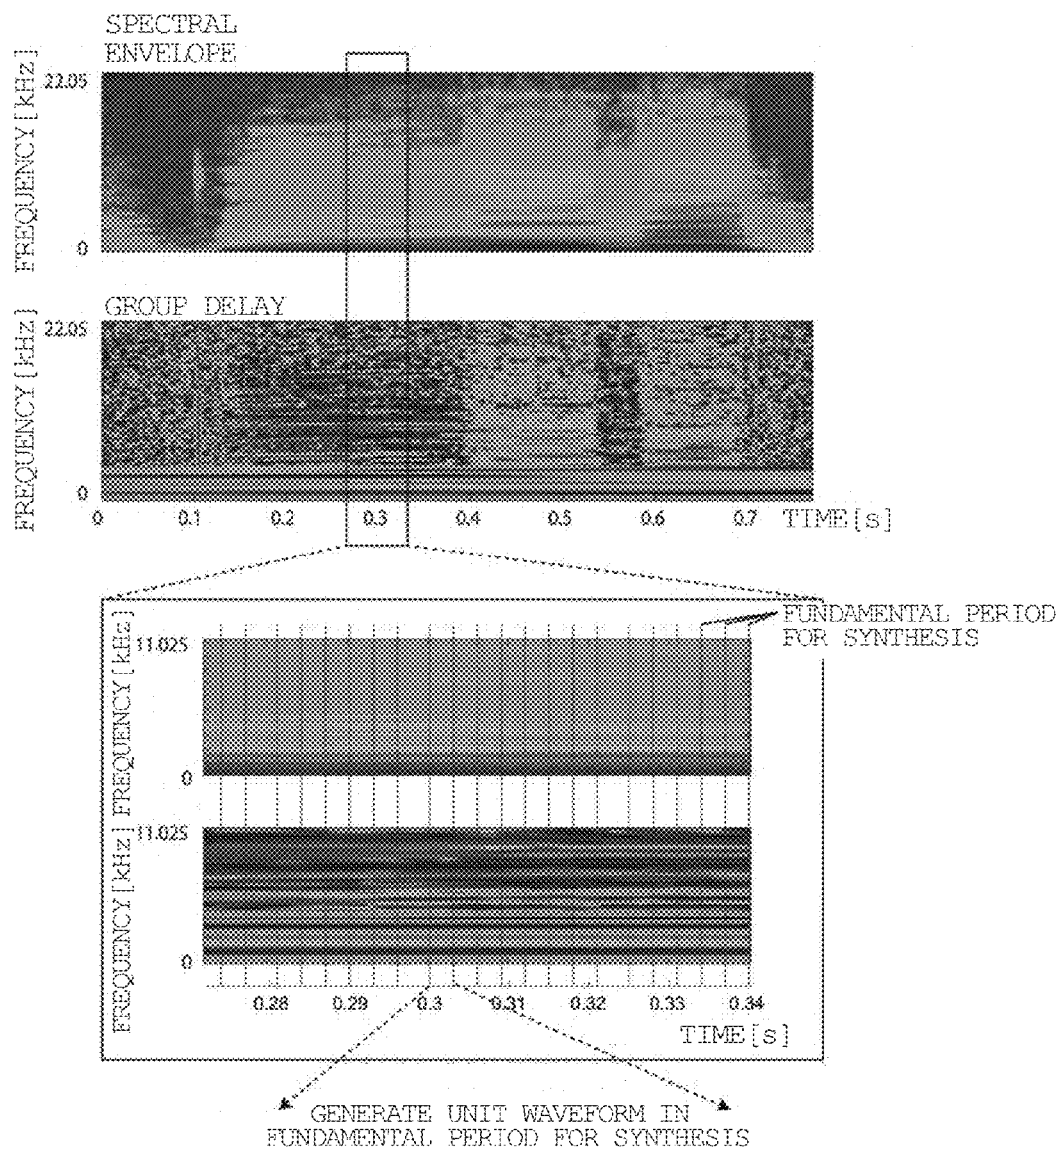 SPECTRAL
ENVELOPE
FREQUENCY[kHz]
22.05
0
GROUP DELAY
FREQUENCY[kHz]
22.05
0
0 0.1 0.2 0.3 0.4 0.5 0.6 0.7 TIME[s]
FUNDAMENTAL PERIOD
FOR SYNTHESIS
FREQUENCY[kHz]
11.025
0
FREQUENCY[kHz]
11.025
0
0.28 0.29 0.3 0.31 0.32 0.33 0.34
TIME[s]
GENERATE UNIT WAVEFORM IN
FUNDAMENTAL PERIOD FOR SYNTHESIS